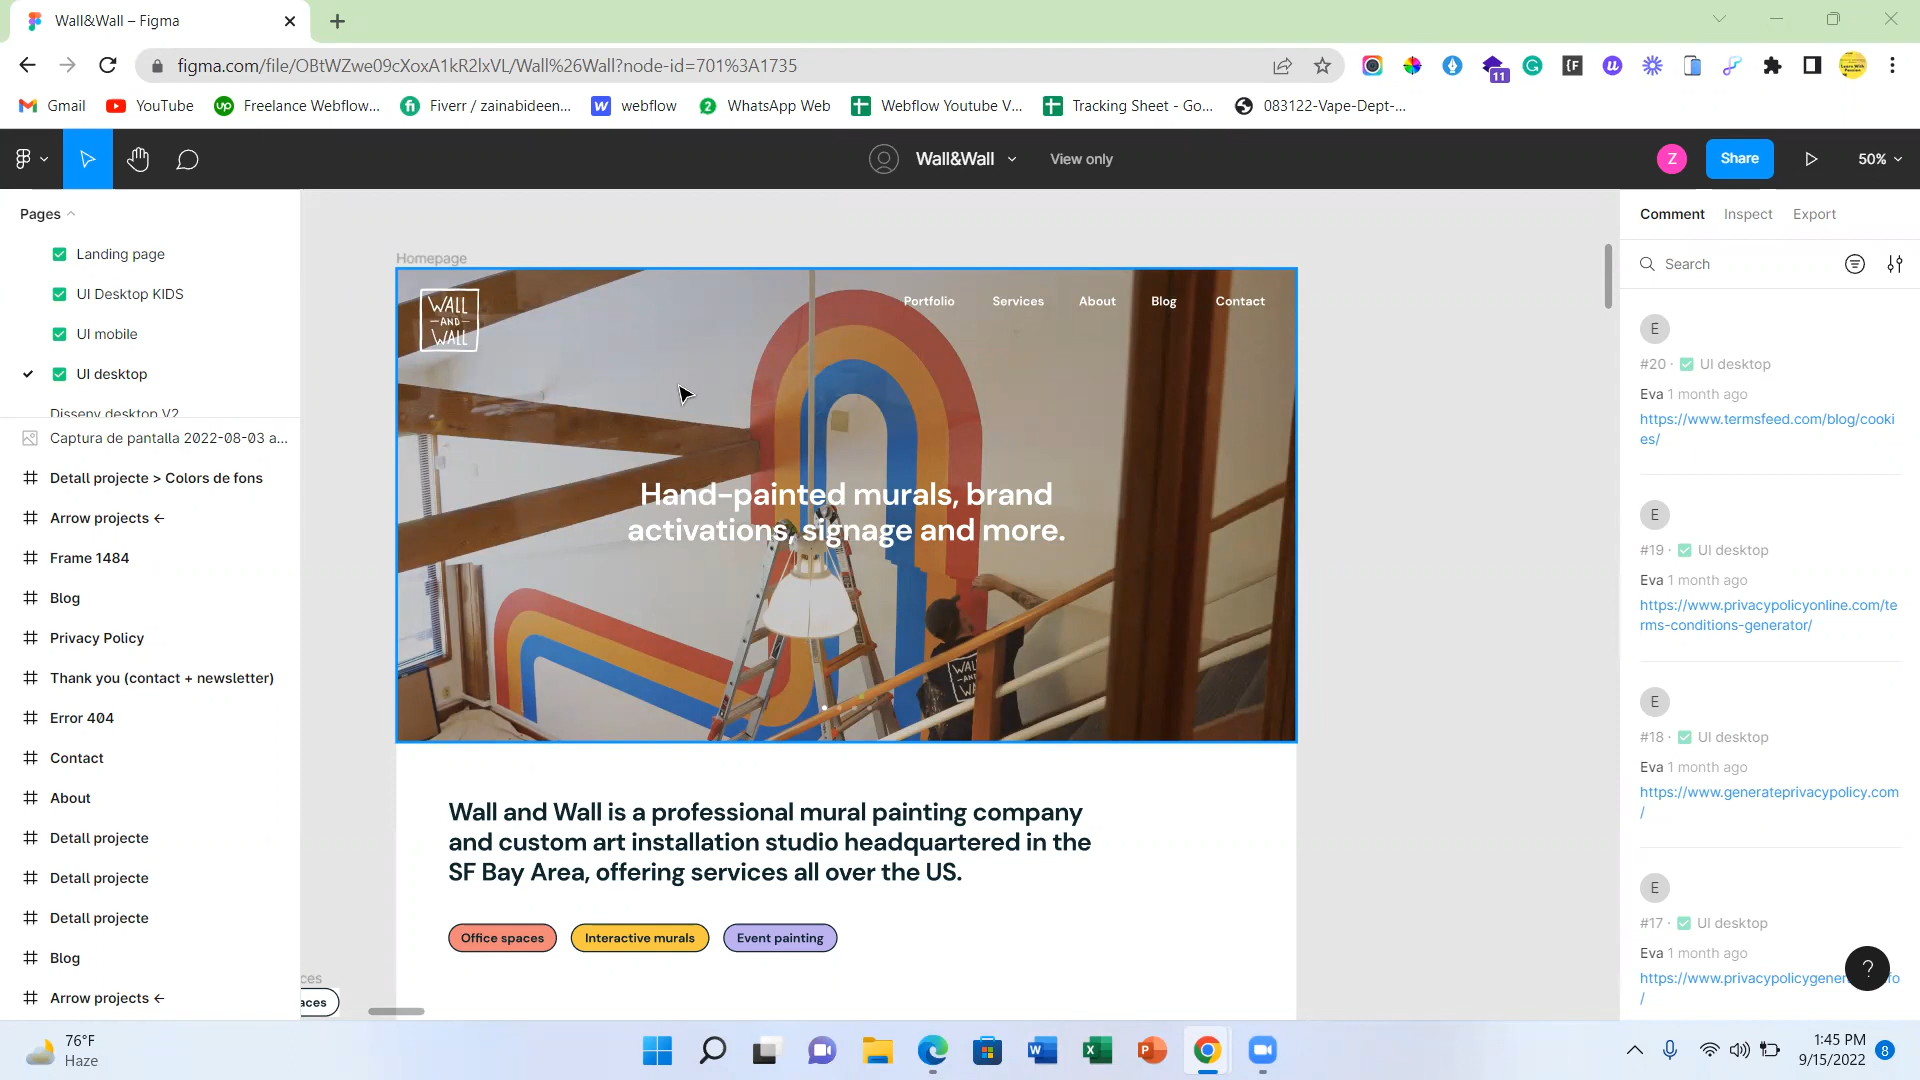 Wall&Wall – Figma
figma.com/file/OBtWZwe09cXoxA1kR2lxVL/Wall%26Wall?node-id=701%3A1735
11
Gmail
YouTube
Freelance Webflow...
Fiverr / zainabideen...
webflow
WhatsApp Web
Webflow Youtube V...
Tracking Sheet - Go...
083122-Vape-Dept-...
Wall&Wall
View only
Z
Share
50%
Pages
Landing page
UI Desktop KIDS
UI mobile
UI desktop
Disseny desktop V2
Captura de pantalla 2022-08-03 a...
Detall projecte > Colors de fons
Arrow projects ←
Frame 1484
Blog
Privacy Policy
Thank you (contact + newsletter)
Error 404
Contact
About
Detall projecte
Detall projecte
Detall projecte
Blog
Arrow projects ←
Homepage
WALL
-AND-
WALL
Portfolio
Services
About
Blog
Contact
Hand-painted murals, brand
activations, signage and more.
Wall and Wall is a professional mural painting company
and custom art installation studio headquartered in the
SF Bay Area, offering services all over the US.
Office spaces
Interactive murals
Event painting
ces
aces
Comment
Inspect
Export
Search
E
#20 · UI desktop
Eva 1 month ago
https://www.termsfeed.com/blog/cooki
es/
E
#19 · UI desktop
Eva 1 month ago
https://www.privacypolicyonline.com/te
rms-conditions-generator/
E
#18 · UI desktop
Eva 1 month ago
https://www.generateprivacypolicy.com
/
E
#17 · UI desktop
Eva 1 month ago
https://www.privacypolicygene
/
?
76°F
Haze
1:45 PM
9/15/2022
8